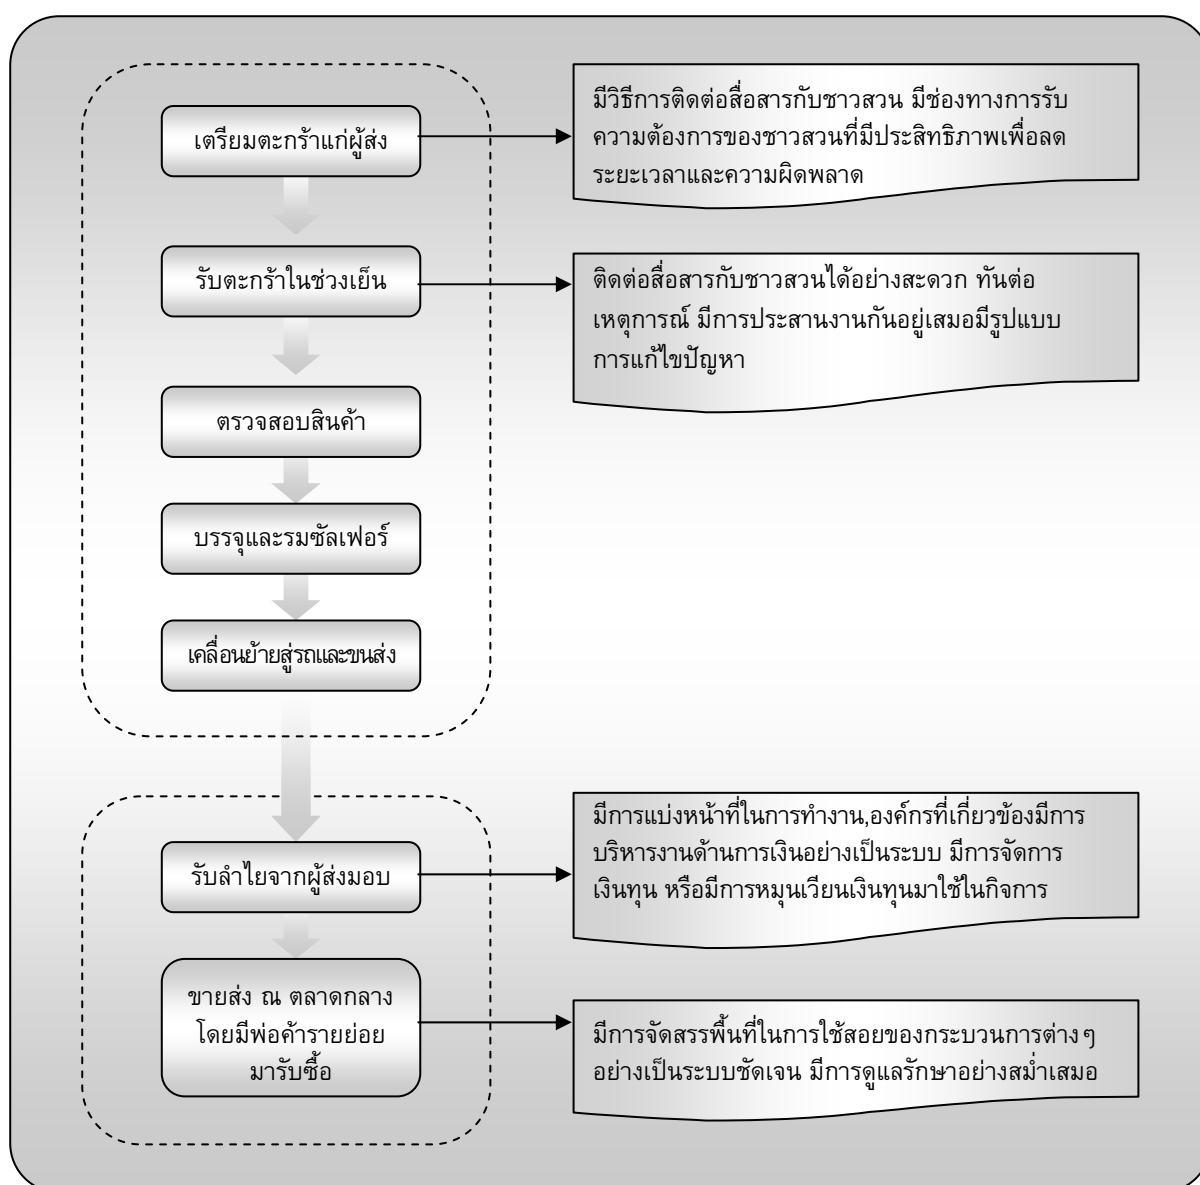 เตรียมตะกร้าแก่ผู้ส่ง
มีวิธีการติดต่อสื่อสารกับชาวสวน มีช่องทางการรับ
ความต้องการของชาวสวนที่มีประสิทธิภาพเพื่อลด
ระยะเวลาและความผิดพลาด
รับตะกร้าในช่วงเย็น
ติดต่อสื่อสารกับชาวสวนได้อย่างสะดวก ทันต่อ
เหตุการณ์ มีการประสานงานกันอยู่เสมอมีรูปแบบ
การแก้ไขปัญหา
ตรวจสอบสินค้า
บรรจุและรมซัลเฟอร์
เคลื่อนย้ายสู่รถและขนส่ง
รับลำไยจากผู้ส่งมอบ
มีการแบ่งหน้าที่ในการทำงาน,องค์กรที่เกี่ยวข้องมีการ
บริหารงานด้านการเงินอย่างเป็นระบบ มีการจัดการ
เงินทุน หรือมีการหมุนเวียนเงินทุนมาใช้ในกิจการ
ขายส่ง ณ ตลาดกลาง
โดยมีพ่อค้ารายย่อย
มารับซื้อ
มีการจัดสรรพื้นที่ในการใช้สอยของกระบวนการต่างๆ
อย่างเป็นระบบชัดเจน มีการดูแลรักษาอย่างสม่ำเสมอ